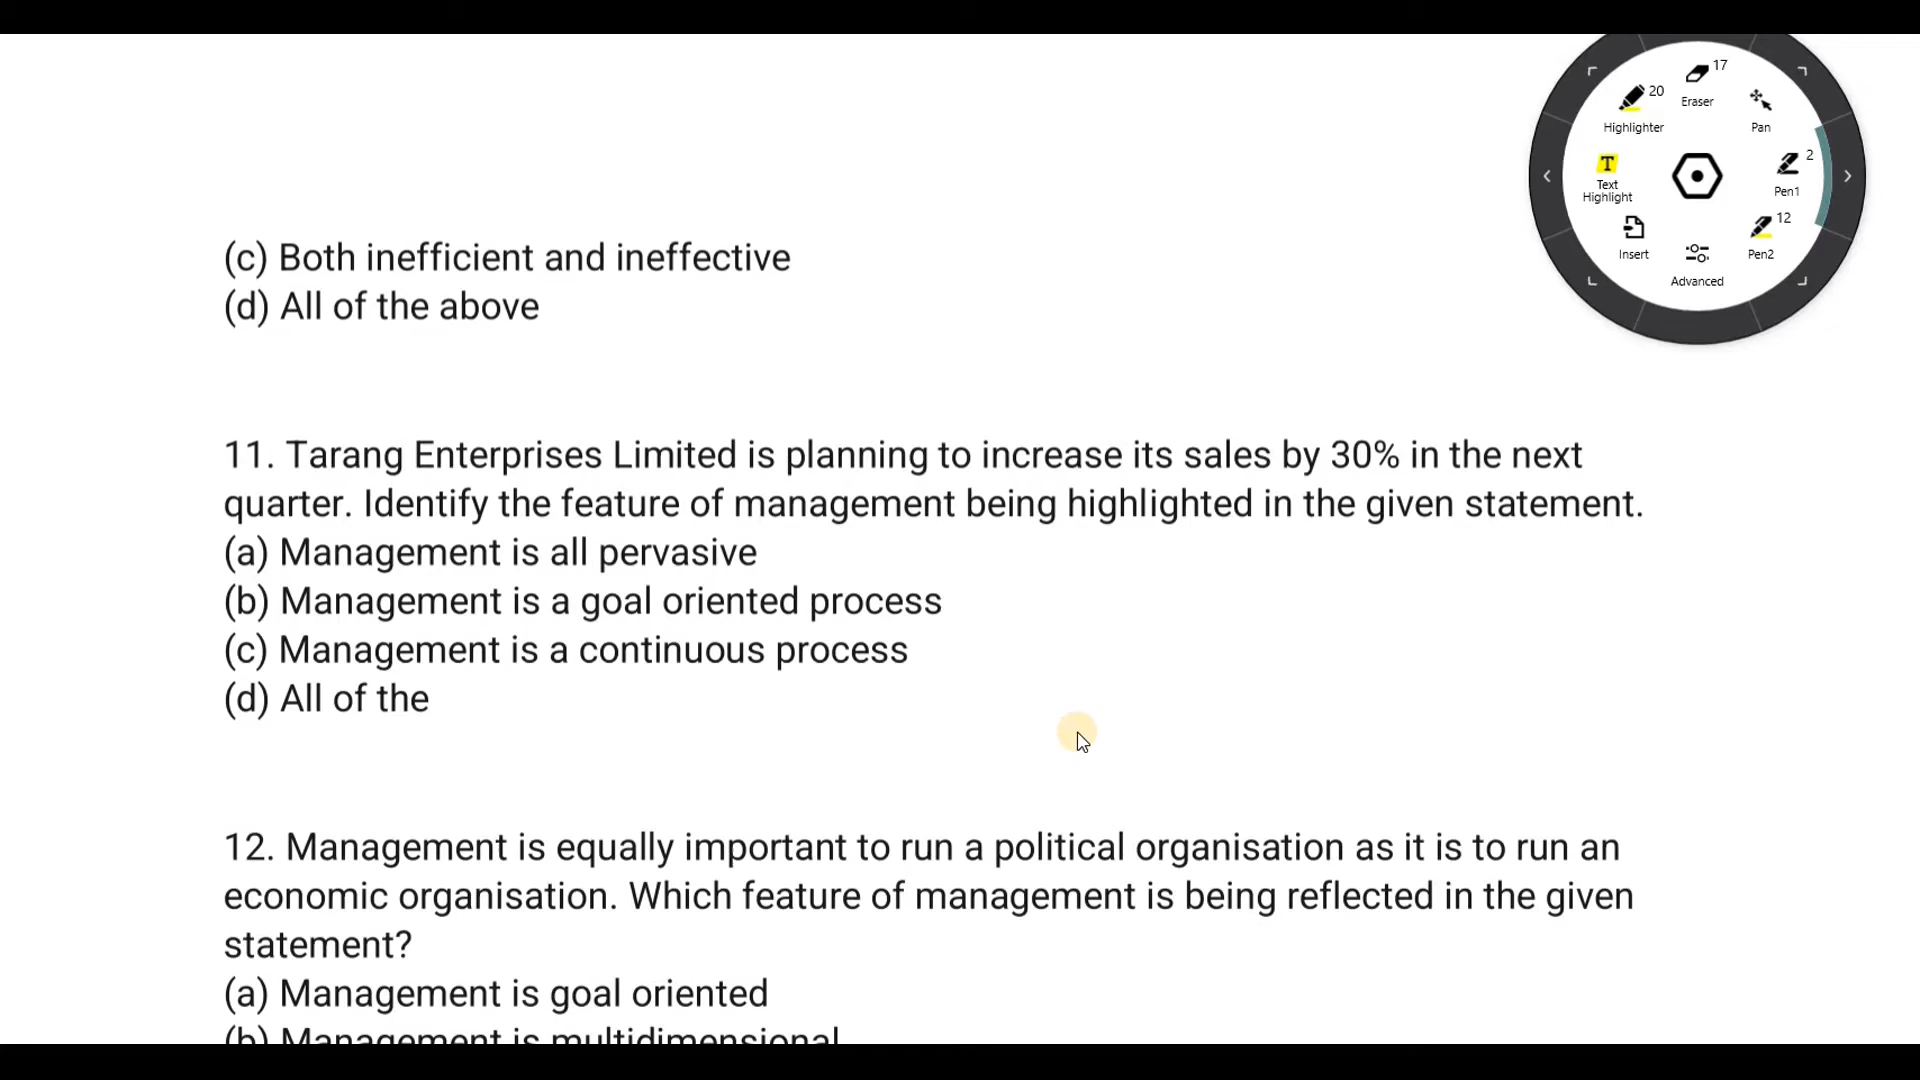 (c) Both inefficient and ineffective
(d) All of the above
11. Tarang Enterprises Limited is planning to increase its sales by 30% in the next
quarter. Identify the feature of management being highlighted in the given statement.
(a) Management is all pervasive
(b) Management is a goal oriented process
(c) Management is a continuous process
(d) All of the
12. Management is equally important to run a political organisation as it is to run an
economic organisation. Which feature of management is being reflected in the given
statement?
(a) Management is goal oriented
(b) Management is multidimensional
17
Eraser
20
Highlighter
Pan
T
Text
Highlight
2
Pen1
12
Pen2
Insert
Advanced